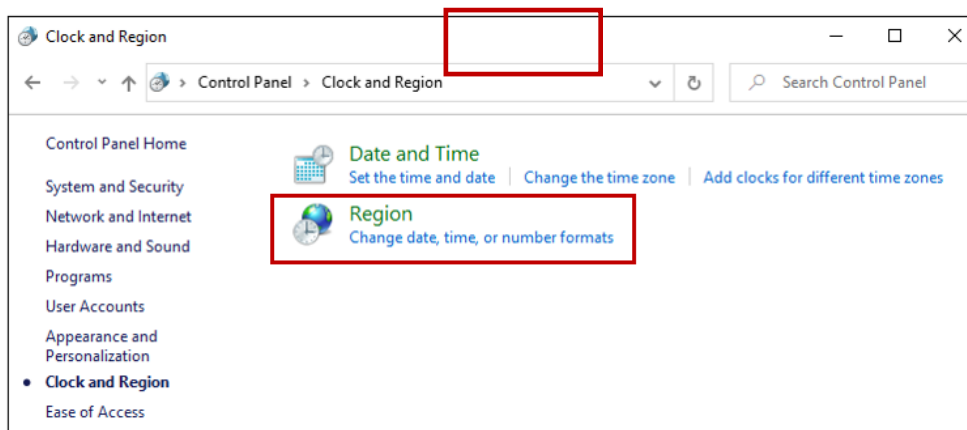 Clock and Region
Control Panel > Clock and Region
Search Control Panel
Control Panel Home
System and Security
Network and Internet
Hardware and Sound
Programs
User Accounts
Appearance and
Personalization
Clock and Region
Ease of Access
Date and Time
Set the time and date | Change the time zone | Add clocks for different time zones
Region
Change date, time, or number formats